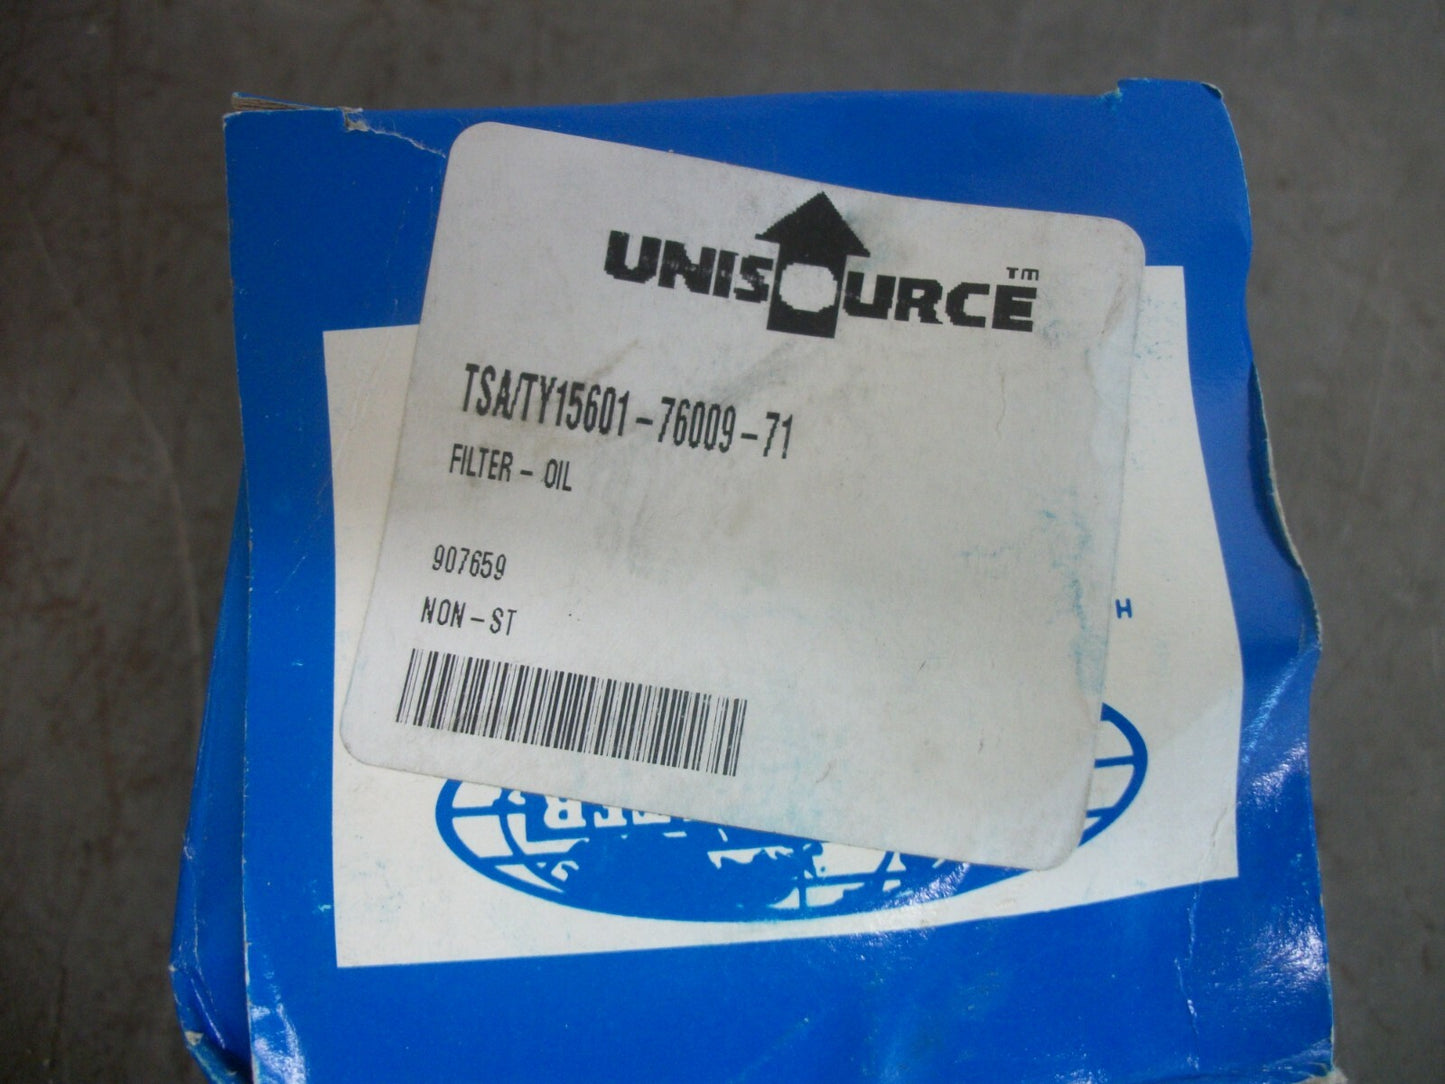 UNISOURCE™
TSA/TY15601-76009-71
FILTER - OIL
907659
NON-ST
H